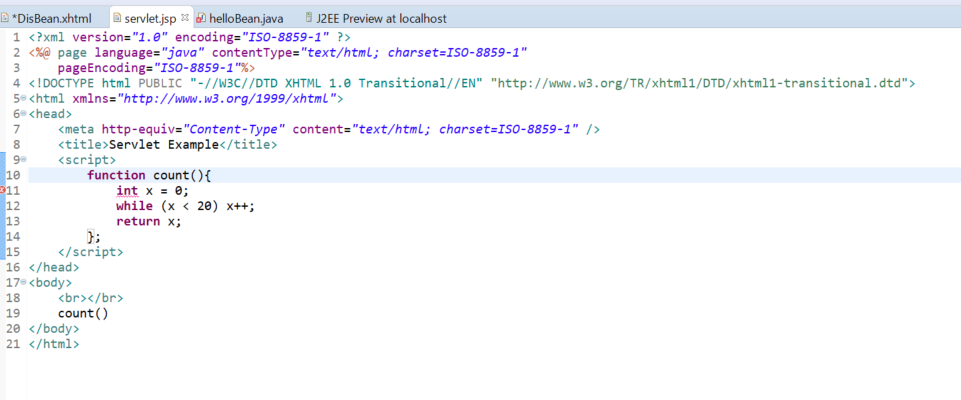 *DisBean.xhtml servlet.jsp helloBean.java J2EE Preview at localhost
1 <?xml version="1.0" encoding="ISO-8859-1" ?>
2 <%@ page language="java" contentType="text/html; charset=ISO-8859-1"
3 pageEncoding="ISO-8859-1"%>
4 <!DOCTYPE html PUBLIC "-//W3C//DTD XHTML 1.0 Transitional//EN" "http://www.w3.org/TR/xhtml1/DTD/xhtml1-transitional.dtd">
5 <html xmlns="http://www.w3.org/1999/xhtml">
6 <head>
7 <meta http-equiv="Content-Type" content="text/html; charset=ISO-8859-1" />
8 <title>Servlet Example</title>
9 <script>
10 function count(){
11 int x = 0;
12 while (x < 20) x++;
13 return x;
14 };
15 </script>
16 </head>
17 <body>
18 <br></br>
19 count()
20 </body>
21 </html>